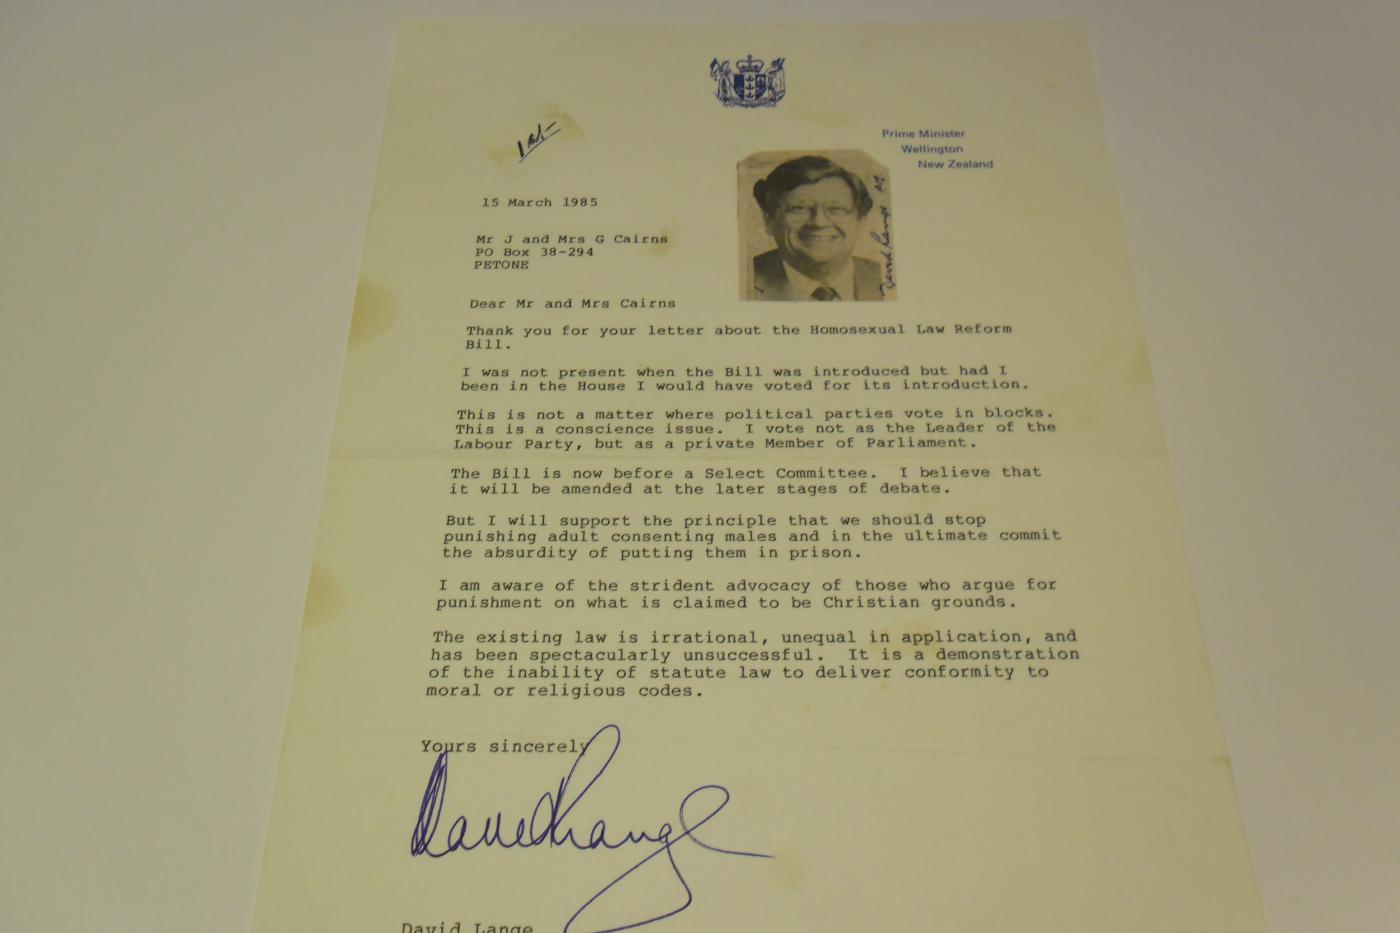 Prime Minister
Wellington
New Zealand
David Lange PM.
15 March 1985
Mr J and Mrs G Cairns
PO Box 38-294
PETONE
Dear Mr and Mrs Cairns
Thank you for your letter about the Homosexual Law Reform
Bill.
I was not present when the Bill was introduced but had I
been in the House I would have voted for its introduction.
This is not a matter where political parties vote in blocks.
This is a conscience issue. I vote not as the Leader of the
Labour Party, but as a private Member of Parliament.
The Bill is now before a Select Committee. I believe that
it will be amended at the later stages of debate.
But I will support the principle that we should stop
punishing adult consenting males and in the ultimate commit
the absurdity of putting them in prison.
I am aware of the strident advocacy of those who argue for
punishment on what is claimed to be Christian grounds.
The existing law is irrational, unequal in application, and
has been spectacularly unsuccessful. It is a demonstration
of the inability of statute law to deliver conformity to
moral or religious codes.
Yours sincerely
David Lange
David Lange